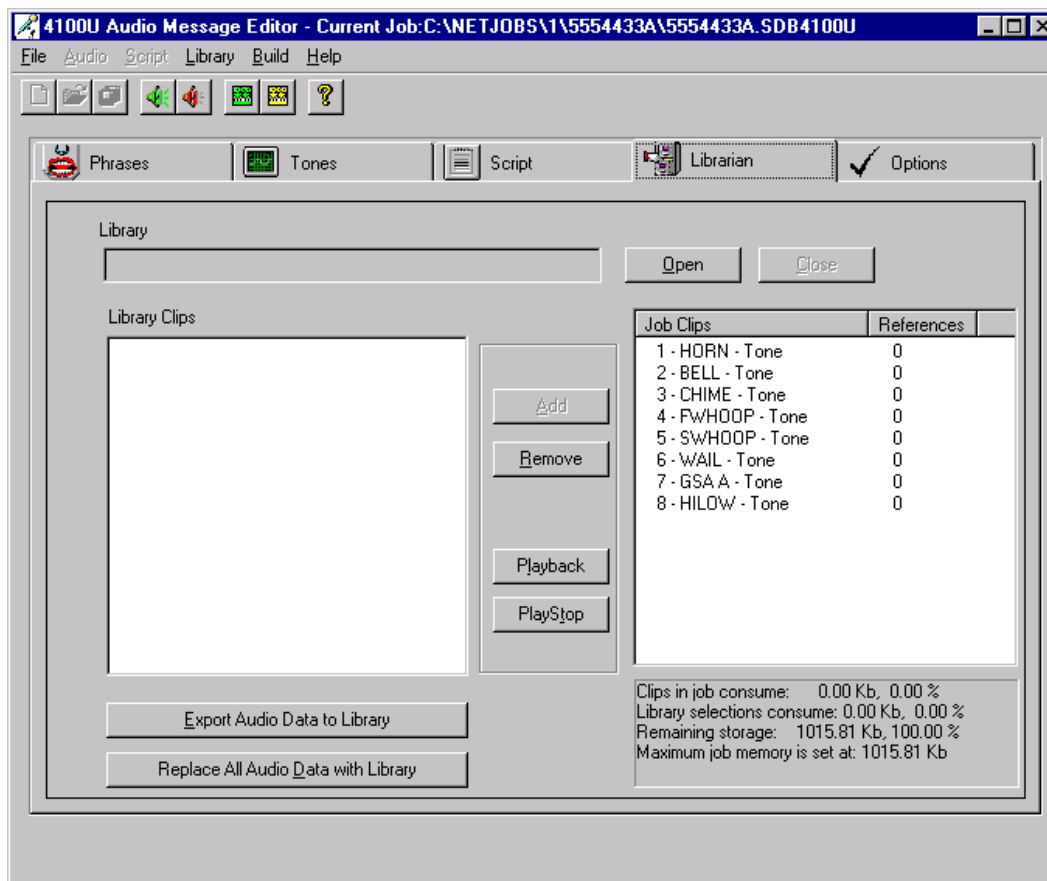 4100U Audio Message Editor - Current Job:C:\NETJOBS\1\5554433A\5554433A.SDB4100U
File Audio Script Library Build Help
Phrases Tones Script Librarian Options
Library
Open Close
Library Clips
Job Clips References
1 - HORN - Tone 0
2 - BELL - Tone 0
3 - CHIME - Tone 0
4 - FWHOOP - Tone 0
5 - SWHOOP - Tone 0
6 - WAIL - Tone 0
7 - GSA A - Tone 0
8 - HILOW - Tone 0
Add
Remove
Playback
PlayStop
Export Audio Data to Library
Replace All Audio Data with Library
Clips in job consume: 0.00 Kb, 0.00 %
Library selections consume: 0.00 Kb, 0.00 %
Remaining storage: 1015.81 Kb, 100.00 %
Maximum job memory is set at: 1015.81 Kb